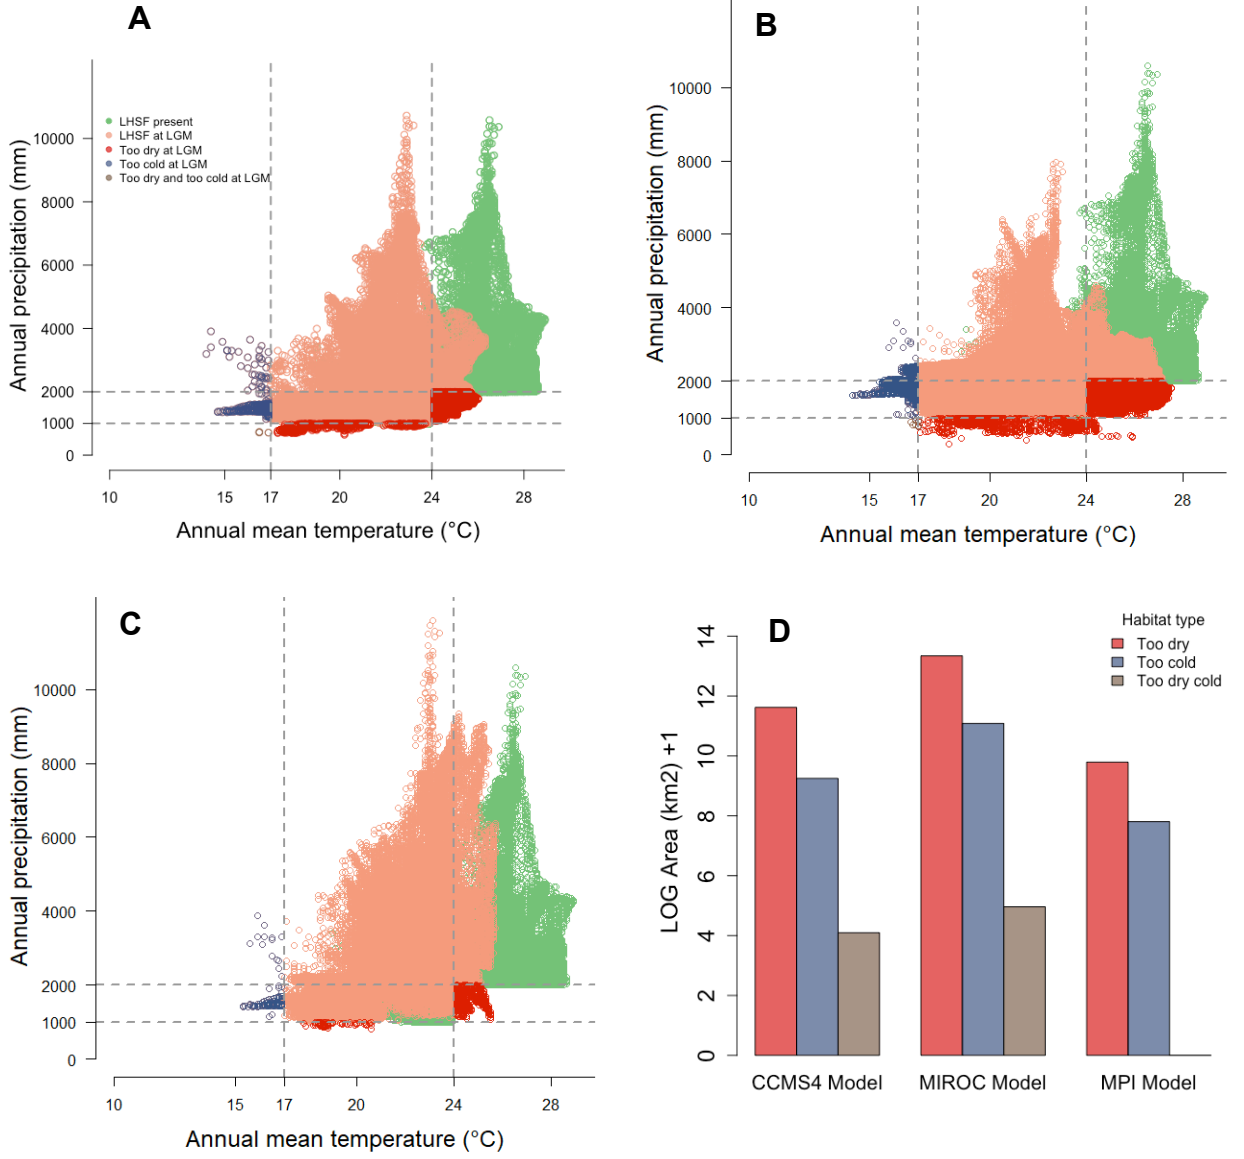 A
Annual precipitation (mm)
10000
8000
6000
4000
2000
1000
0
LHSF present
LHSF at LGM
Too dry at LGM
Too cold at LGM
Too dry and too cold at LGM
10 15 17 20 24 28
Annual mean temperature (°C)
B
Annual precipitation (mm)
10000
8000
6000
4000
2000
1000
0
10 15 17 20 24 28
Annual mean temperature (°C)
C
Annual precipitation (mm)
10000
8000
6000
4000
2000
1000
0
10 15 17 20 24 28
Annual mean temperature (°C)
D
Habitat type
Too dry
Too cold
Too dry cold
LOG Area (km2) +1
14
12
10
8
6
4
2
0
CCMS4 Model MIROC Model MPI Model